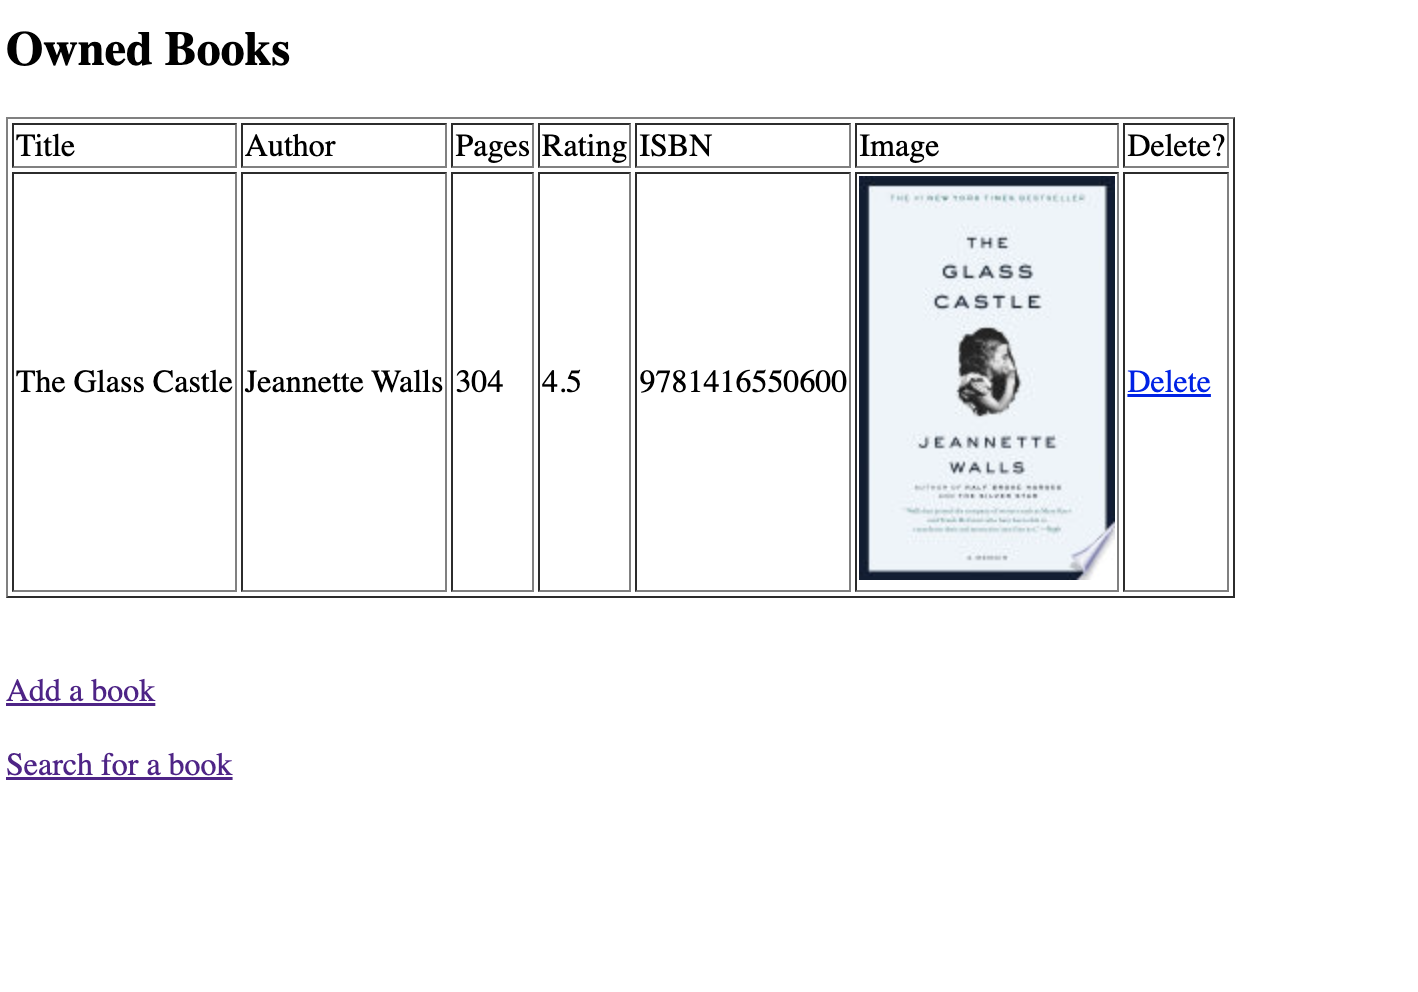 Owned Books
Title Author Pages Rating ISBN Image Delete?
The Glass Castle Jeannette Walls 304 4.5 9781416550600 Delete
THE #1 NEW YORK TIMES BESTSELLER
THE
GLASS
CASTLE
JEANNETTE
WALLS
AUTHOR OF HALF BROKE HORSES
AND THE SILVER STAR
A MEMOIR
Add a book
Search for a book